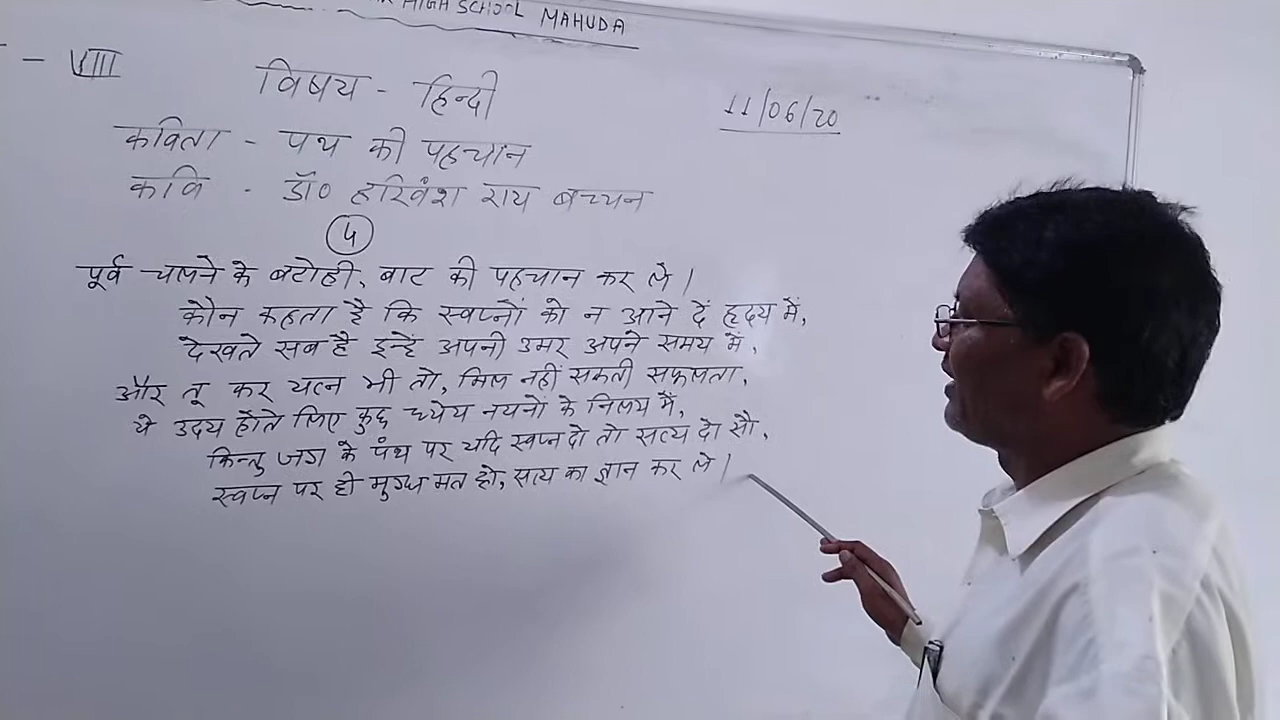 HIGH SCHOOL MAHUDA
- VIII
विषय - हिन्दी
11/06/20
कविता - पथ की पहचान
कवि - डॉ० हरिवंश राय बच्चन
५
पूर्व चलने के बटोही, बाट की पहचान कर ले।
कौन कहता है कि स्वप्नों को न आने दें हृदय में,
देखते सब है इन्हें अपनी उमर अपने समय में,
और तू कर यत्न भी तो, मिल नहीं सकती सफलता,
ये उदय होते लिए कुछ ध्येय नयनों के निलय में,
किन्तु जग के पंथ पर यदि स्वप्न दो तो सत्य दो सौ,
स्वप्न पर ही मुग्ध मत हो, सत्य का ज्ञान कर ले।